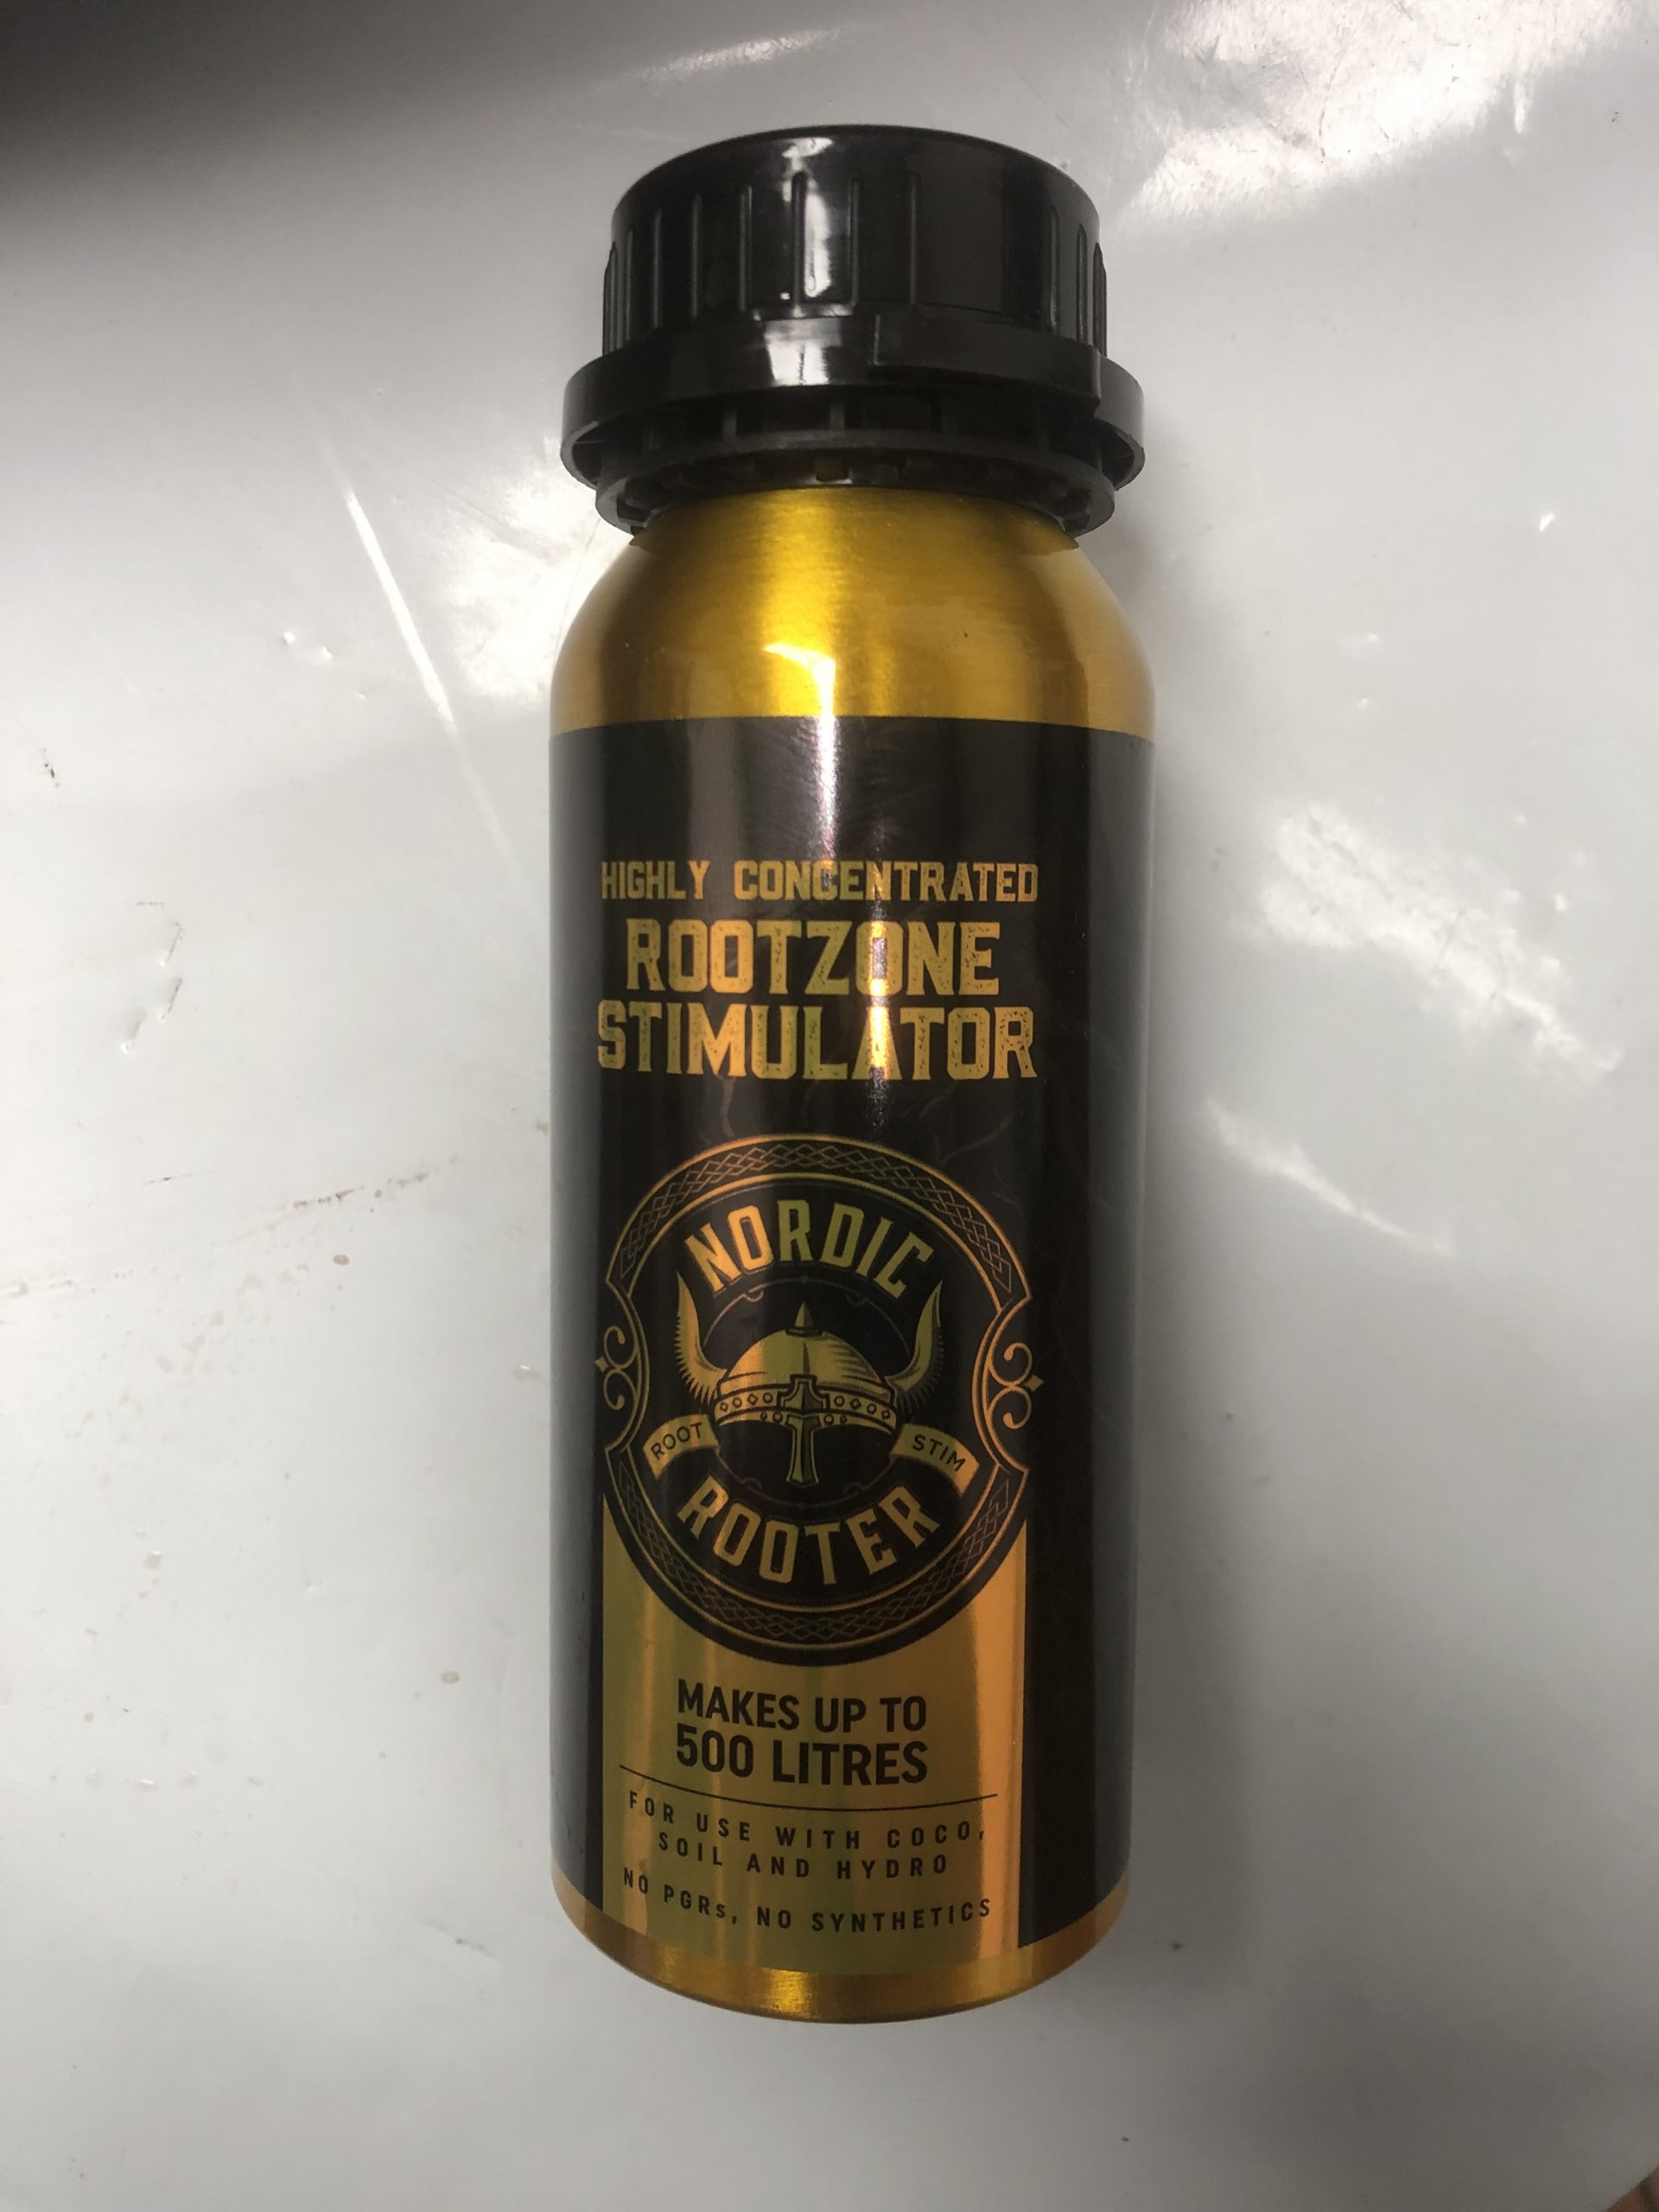 HIGHLY CONCENTRATED
ROOTZONE
STIMULATOR
NORDIC
ROOT STIM
ROOTER
MAKES UP TO
500 LITRES
FOR USE WITH COCO,
SOIL AND HYDRO
NO PGRs, NO SYNTHETICS